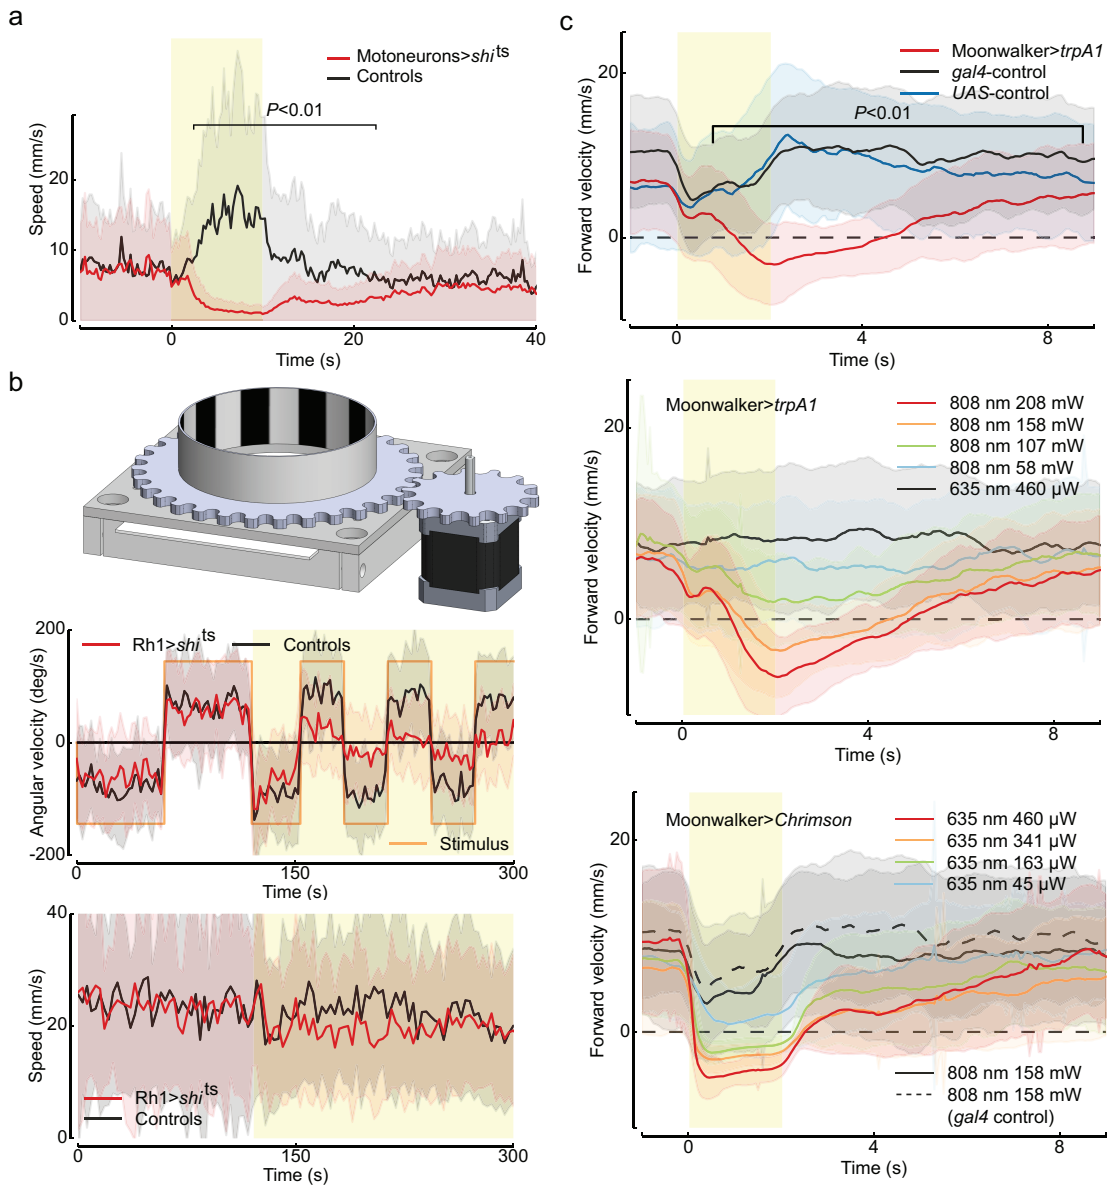 a
Motoneurons>shi^ts
Controls
P<0.01
Speed (mm/s)
20
10
0
0 20 40
Time (s)
b
200
Rh1>shi^ts Controls
Angular velocity (deg/s)
0
-200
Stimulus
0 150 300
Time (s)
40
Speed (mm/s)
20
Rh1>shi^ts
Controls
0
0 150 300
Time (s)
c
Moonwalker>trpA1
gal4-control
UAS-control
P<0.01
Forward velocity (mm/s)
20
0
0 4 8
Time (s)
Moonwalker>trpA1
808 nm 208 mW
808 nm 158 mW
808 nm 107 mW
808 nm 58 mW
635 nm 460 µW
Forward velocity (mm/s)
20
0
0 4 8
Time (s)
Moonwalker>Chrimson
635 nm 460 µW
635 nm 341 µW
635 nm 163 µW
635 nm 45 µW
Forward velocity (mm/s)
20
0
808 nm 158 mW
808 nm 158 mW
(gal4 control)
0 4 8
Time (s)